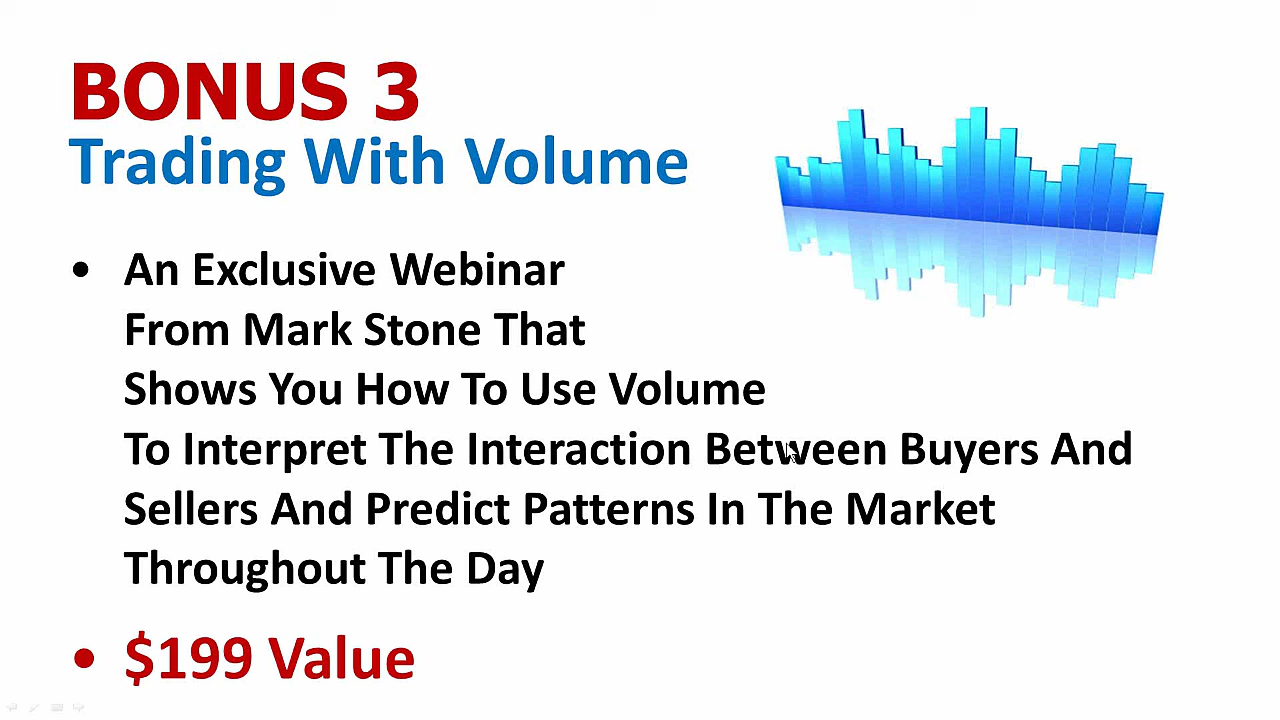 BONUS 3
Trading With Volume
• An Exclusive Webinar
From Mark Stone That
Shows You How To Use Volume
To Interpret The Interaction Between Buyers And
Sellers And Predict Patterns In The Market
Throughout The Day
• $199 Value